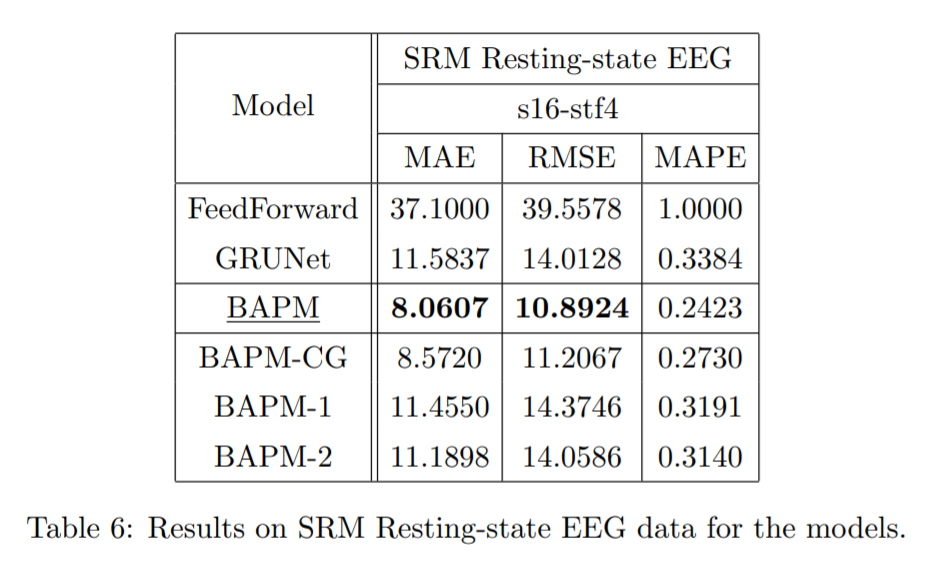 Model
SRM Resting-state EEG
s16-stf4
MAE RMSE MAPE
FeedForward 37.1000 39.5578 1.0000
GRUNet 11.5837 14.0128 0.3384
BAPM 8.0607 10.8924 0.2423
BAPM-CG 8.5720 11.2067 0.2730
BAPM-1 11.4550 14.3746 0.3191
BAPM-2 11.1898 14.0586 0.3140
Table 6: Results on SRM Resting-state EEG data for the models.